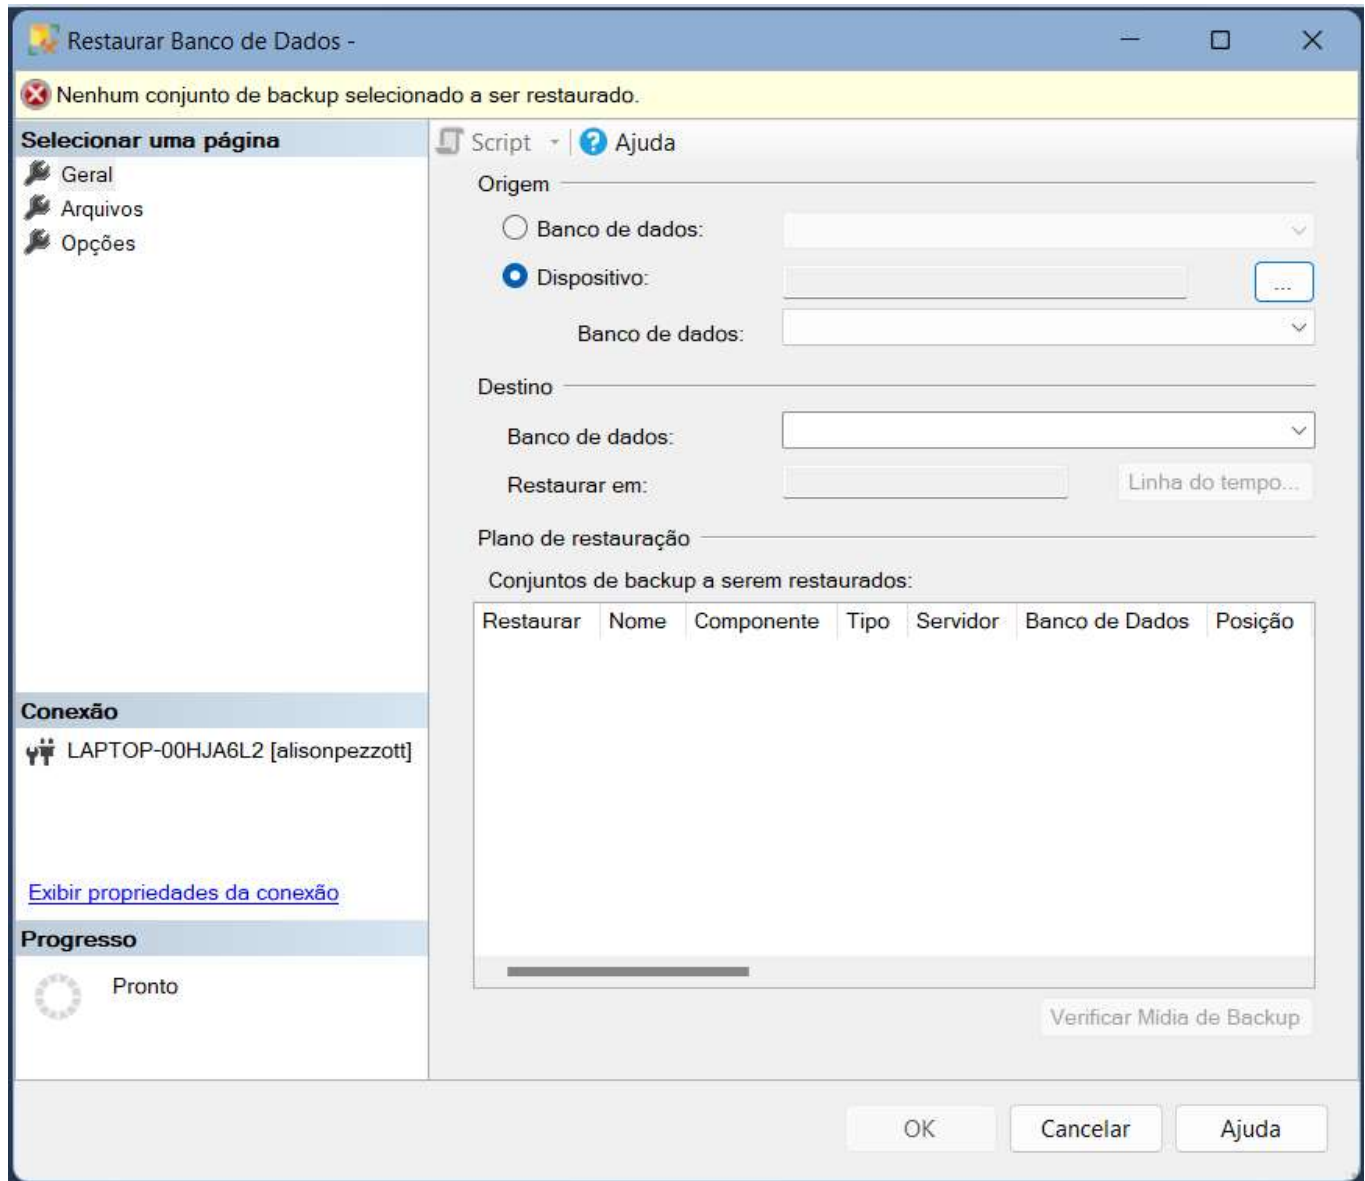 Restaurar Banco de Dados -
Nenhum conjunto de backup selecionado a ser restaurado.
Selecionar uma página
Geral
Arquivos
Opções
Conexão
LAPTOP-00HJA6L2 [alisonpezzott]
Exibir propriedades da conexão
Progresso
Pronto
Script
Ajuda
Origem
Banco de dados:
Dispositivo:
...
Banco de dados:
Destino
Banco de dados:
Restaurar em:
Linha do tempo...
Plano de restauração
Conjuntos de backup a serem restaurados:
Restaurar Nome Componente Tipo Servidor Banco de Dados Posição
Verificar Mídia de Backup
OK
Cancelar
Ajuda